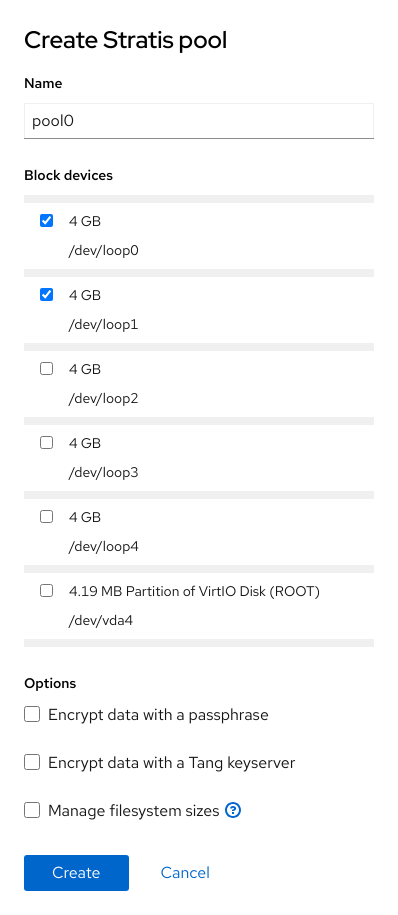 Create Stratis pool
Name
pool0
Block devices
4 GB
/dev/loop0
4 GB
/dev/loop1
4 GB
/dev/loop2
4 GB
/dev/loop3
4 GB
/dev/loop4
4.19 MB Partition of VirtIO Disk (ROOT)
/dev/vda4
Options
Encrypt data with a passphrase
Encrypt data with a Tang keyserver
Manage filesystem sizes ?
Create Cancel